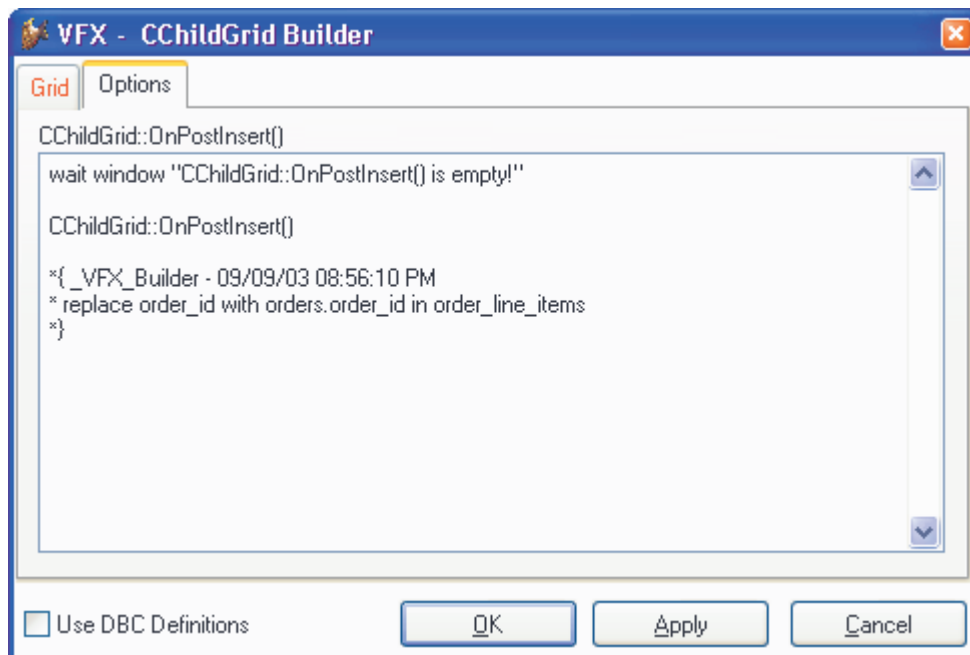 VFX - CChildGrid Builder
Grid
Options
CChildGrid::OnPostInsert()
wait window "CChildGrid::OnPostInsert() is empty!"
CChildGrid::OnPostInsert()
*{ _VFX_Builder - 09/09/03 08:56:10 PM
* replace order_id with orders.order_id in order_line_items
*}
Use DBC Definitions
OK
Apply
Cancel